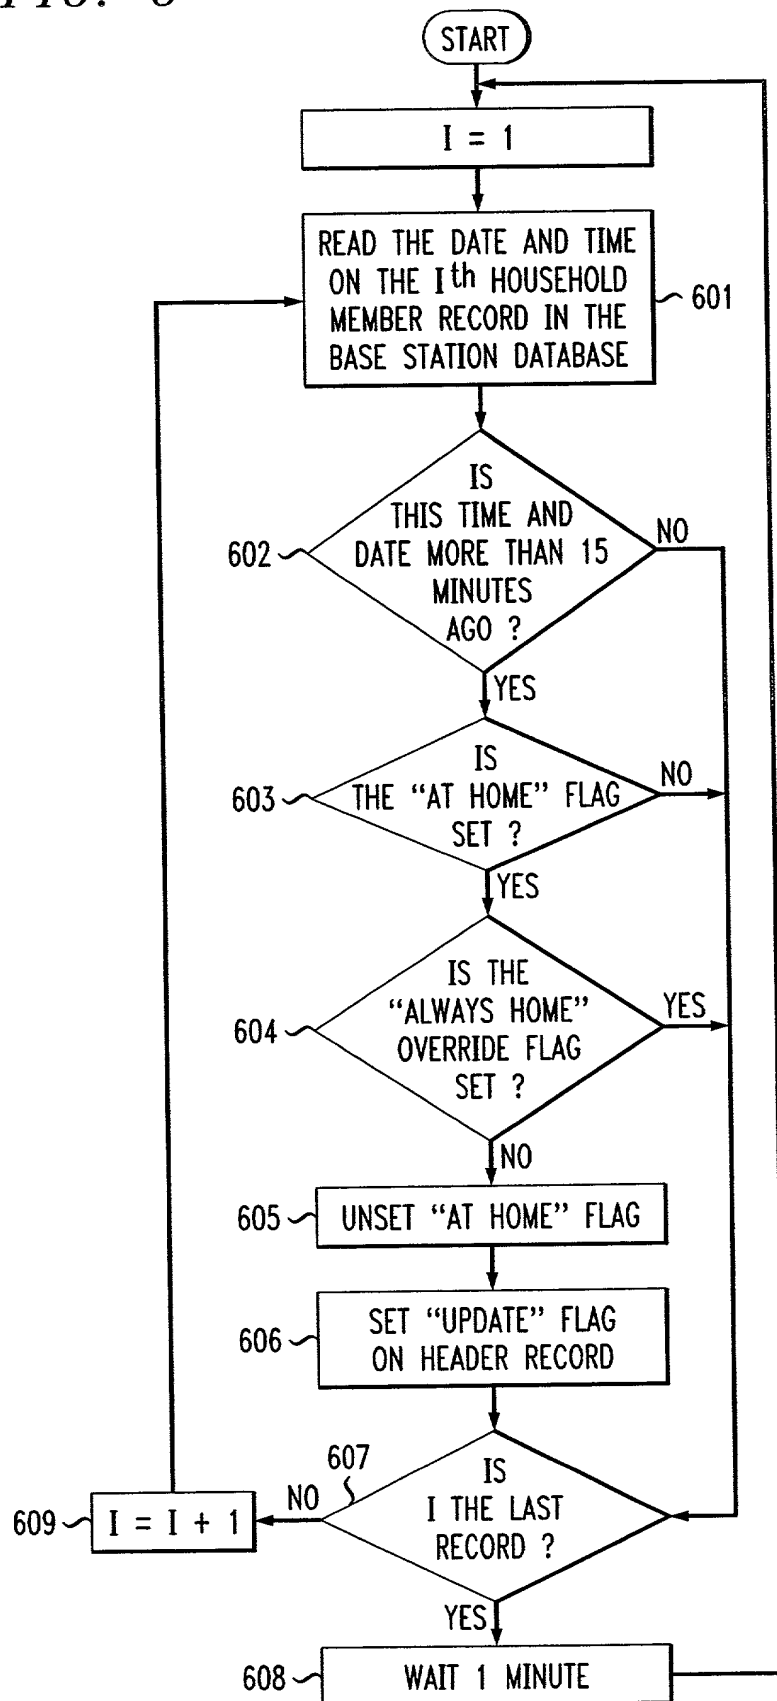 START
I = 1
READ THE DATE AND TIME
ON THE Ith HOUSEHOLD
MEMBER RECORD IN THE
BASE STATION DATABASE
601
IS
THIS TIME AND
DATE MORE THAN 15
MINUTES
AGO ?
602
NO
YES
IS
THE “AT HOME” FLAG
SET ?
603
NO
YES
IS THE
“ALWAYS HOME”
OVERRIDE FLAG
SET ?
604
YES
NO
605
UNSET “AT HOME” FLAG
606
SET “UPDATE” FLAG
ON HEADER RECORD
607
IS
I THE LAST
RECORD ?
NO
609
I = I + 1
YES
608
WAIT 1 MINUTE